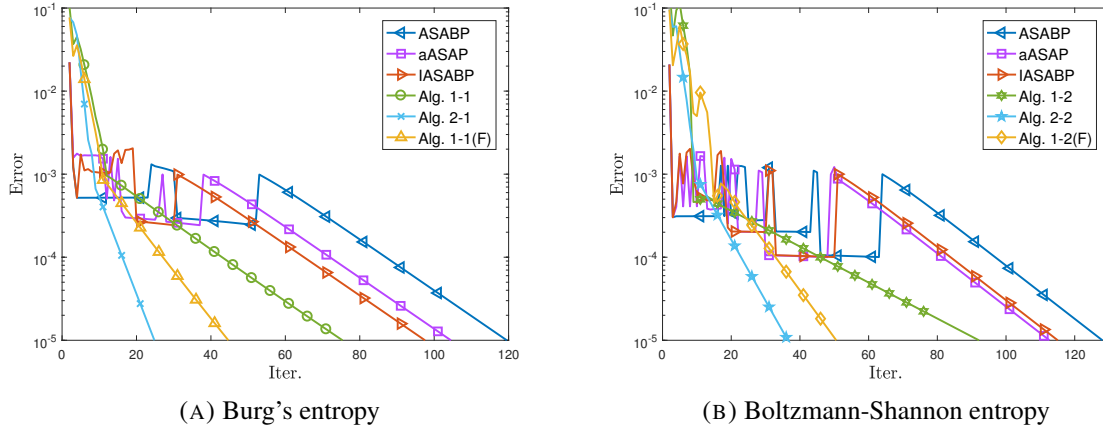 10^-1
10^-2
10^-3
10^-4
10^-5
Error
0 20 40 60 80 100 120
Iter.
ASABP
aASAP
IASABP
Alg. 1-1
Alg. 2-1
Alg. 1-1(F)
(A) Burg's entropy
10^-1
10^-2
10^-3
10^-4
10^-5
Error
0 20 40 60 80 100 120
Iter.
ASABP
aASAP
IASABP
Alg. 1-2
Alg. 2-2
Alg. 1-2(F)
(B) Boltzmann-Shannon entropy